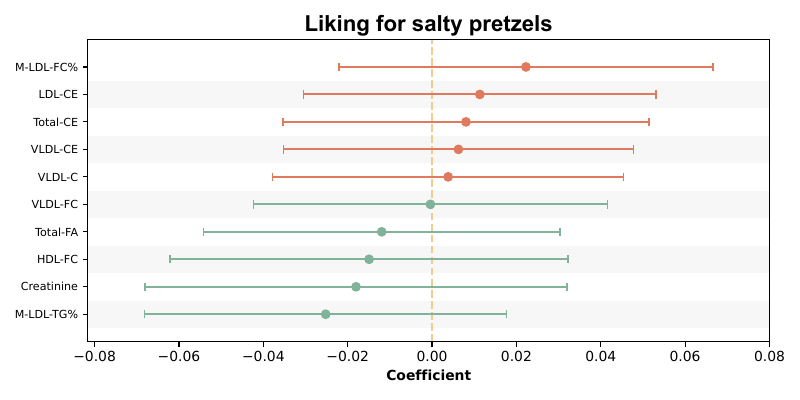 Liking for salty pretzels
M-LDL-FC%
LDL-CE
Total-CE
VLDL-CE
VLDL-C
VLDL-FC
Total-FA
HDL-FC
Creatinine
M-LDL-TG%
−0.08 −0.06 −0.04 −0.02 0.00 0.02 0.04 0.06 0.08
Coefficient